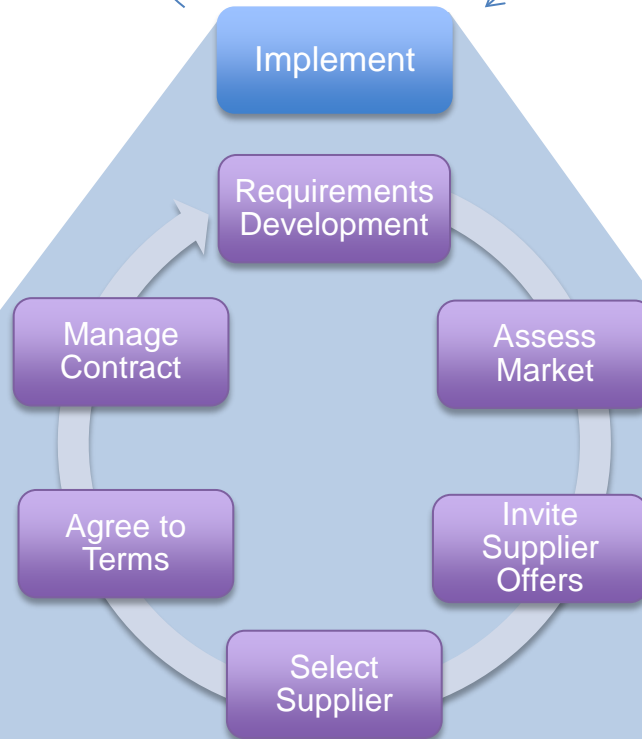 Implement
Requirements
Development
Assess
Market
Invite
Supplier
Offers
Select
Supplier
Agree to
Terms
Manage
Contract